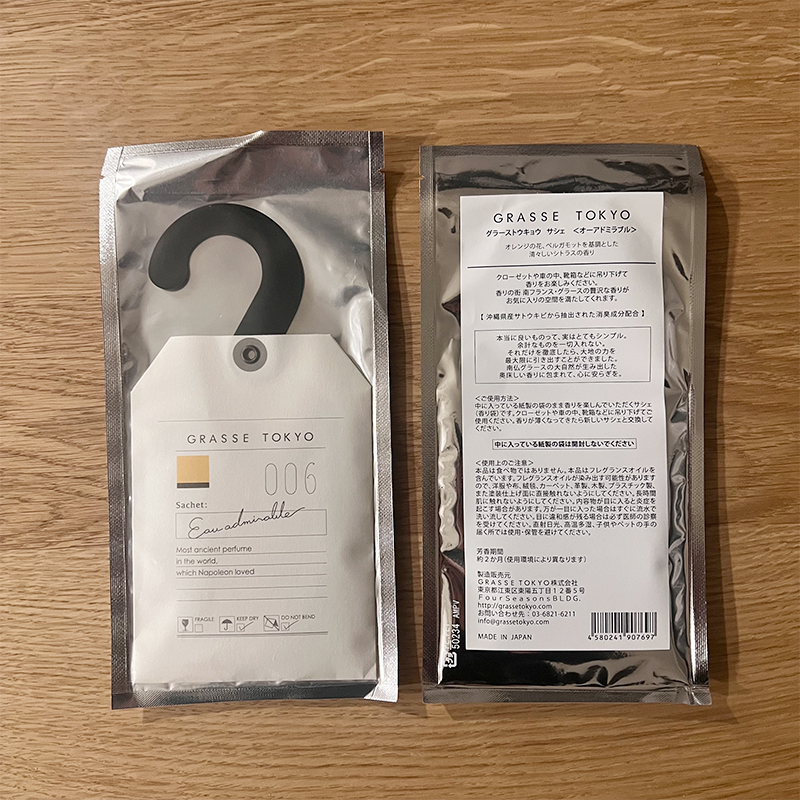 GRASSE TOKYO
006
Sachet:
Eau admirable
Most ancient perfume
in the world,
which Napoleon loved
FRAGILE
KEEP DRY
DO NOT BEND
GRASSE TOKYO
グラーストウキョウ サシェ <オーアドミラブル>
オレンジの花、ベルガモットを基調とした
清々しいシトラスの香り
クローゼットや車の中、靴箱などに吊り下げて
香りをお楽しみください。
香りの街 南フランス・グラースの贅沢な香りが
お気に入りの空間を満たしてくれます。
【 沖縄県産サトウキビから抽出された消臭成分配合 】
本当に良いものって、実はとてもシンプル。
余計なものを一切入れない。
それだけを徹底したら、大地の力を
最大限に引き出すことができました。
南仏グラースの大自然が生み出した
奥床しい香りに包まれて、心に安らぎを。
<ご使用方法>
中に入っている紙製の袋のまま香りを楽しんでいただくサシェ
(香り袋)です。クローゼットや車の中、靴箱などに吊り下げてご
使用ください。香りが薄くなってきたら新しいサシェと交換して
ください。
中に入っている紙製の袋は開封しないでください
<使用上のご注意>
本品は食べ物ではありません。本品はフレグランスオイルを
含んでいます。フレグランスオイルが染み出す可能性があります
ので、洋服や布、絨毯、カーペット、革製、木製、プラスチック製、
また塗装仕上げ面に直接触れないようにしてください。長時間
肌に触れないようにしてください。内容物が目に入ると炎症を
起こす場合があります。万が一目に入った場合はすぐに流水で
洗い流してください。目に違和感が残る場合は必ず医師の診察
を受けてください。直射日光、高温多湿、子供やペットの手の
届く所では使用・保管を避けてください。
芳香期間
約2か月(使用環境により異なります)
製造販売元
GRASSE TOKYO株式会社
東京都江東区東陽五丁目12番5号
FourSeasonsBLDG.
http://grassetokyo.com
お問い合わせ先:03-6821-6211
info@grassetokyo.com
MADE IN JAPAN
4580241907697
50234 AMPV